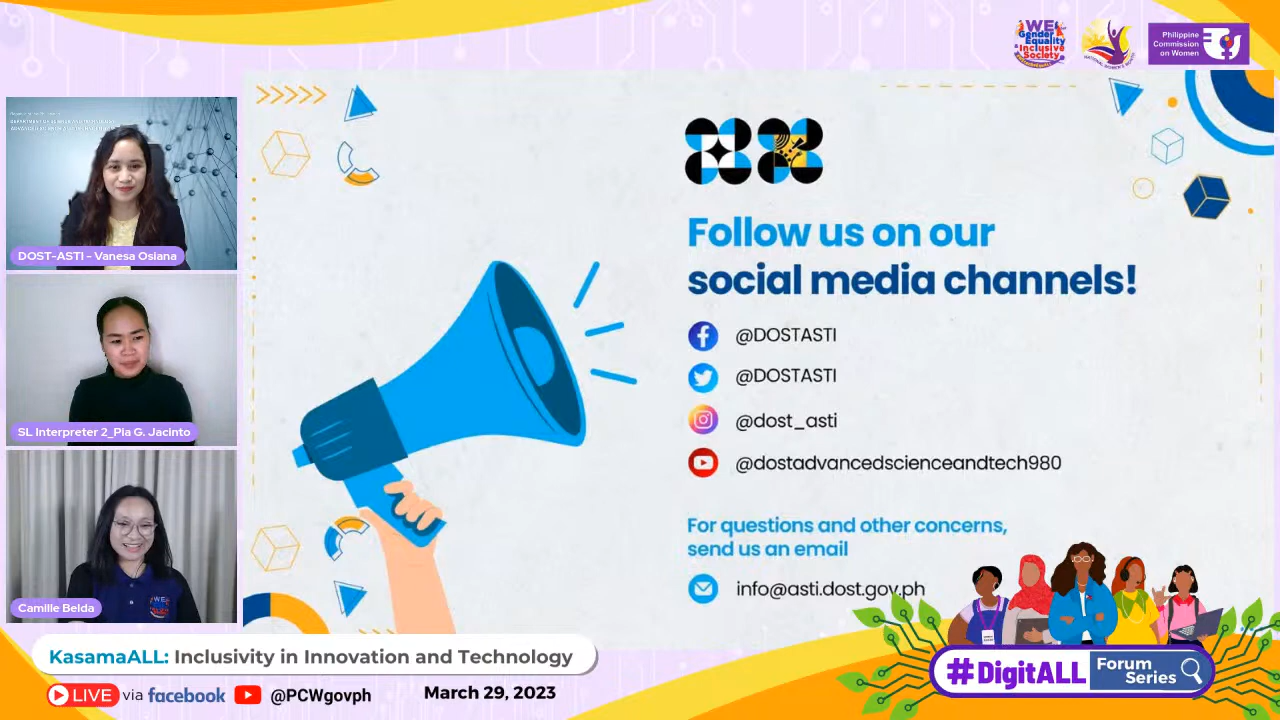 WE
Gender
Equality
Inclusive
Society
Philippine
Commission
on Women
DOST-ASTI - Vanesa Osiana
SL Interpreter 2_Pia G. Jacinto
Camille Belda
Follow us on our
social media channels!
@DOSTASTI
@DOSTASTI
@dost_asti
@dostadvancedscienceandtech980
For questions and other concerns,
send us an email
info@asti.dost.gov.ph
KasamaALL: Inclusivity in Innovation and Technology
LIVE via facebook @PCWgovph
March 29, 2023
#DigitALL Forum
Series